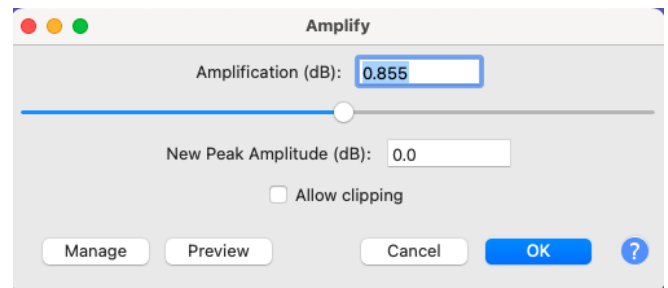 Amplify
Amplification (dB): 0.855
New Peak Amplitude (dB): 0.0
Allow clipping
Manage Preview Cancel OK ?